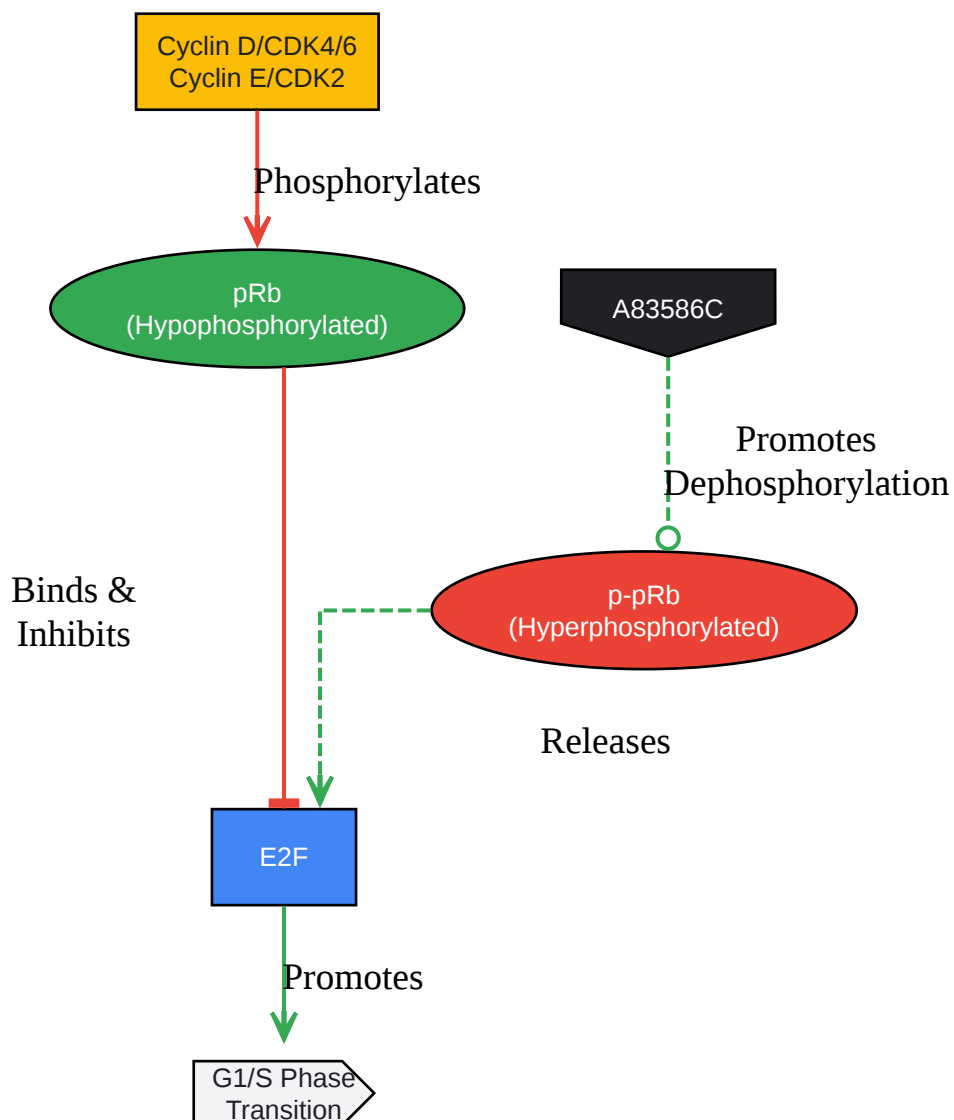 Cyclin D/CDK4/6
Cyclin E/CDK2
Phosphorylates
pRb
(Hypophosphorylated)
A83586C
Promotes
Dephosphorylation
Binds &
Inhibits
p-pRb
(Hyperphosphorylated)
Releases
E2F
Promotes
G1/S Phase
Transition